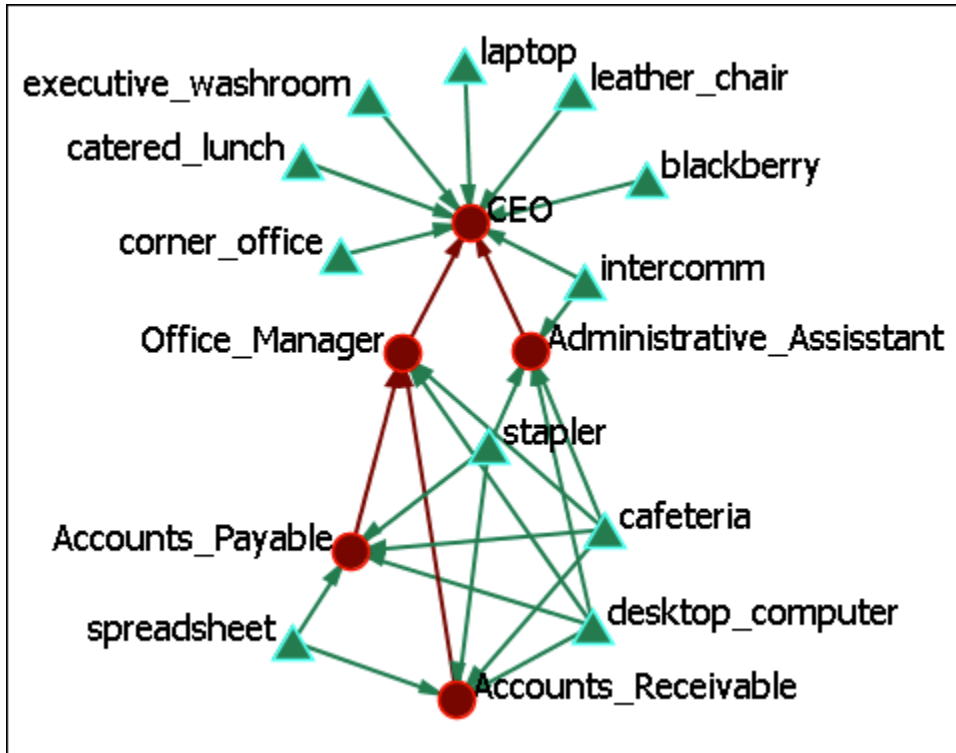 laptop
executive_washroom
leather_chair
catered_lunch
blackberry
CEO
corner_office
intercomm
Office_Manager
Administrative_Assisstant
stapler
cafeteria
Accounts_Payable
desktop_computer
spreadsheet
Accounts_Receivable